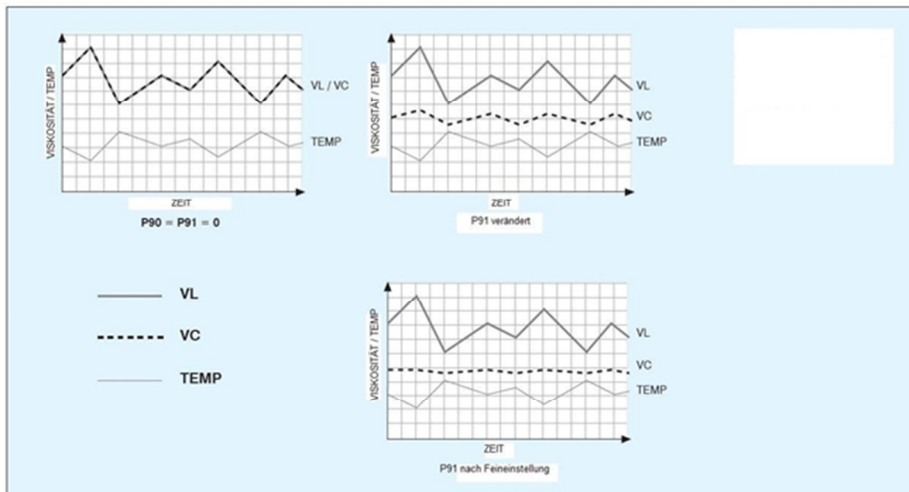 VISKOSITÄT / TEMP
VL / VC
TEMP
ZEIT
P90 = P91 = 0
VISKOSITÄT / TEMP
VL
VC
TEMP
ZEIT
P91 verändert
VL
VC
TEMP
VISKOSITÄT / TEMP
VL
VC
TEMP
ZEIT
P91 nach Feineinstellung